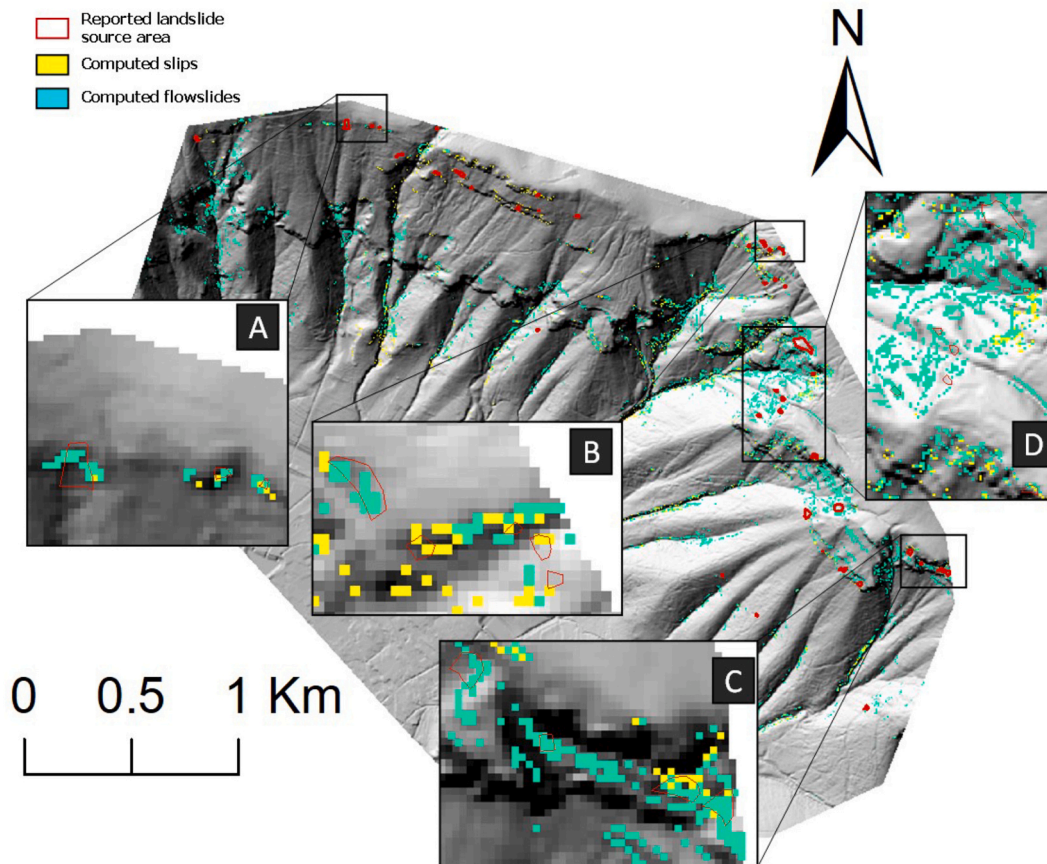 Reported landslide
source area
Computed slips
Computed flowslides
N
A
B
D
C
0 0.5 1 Km